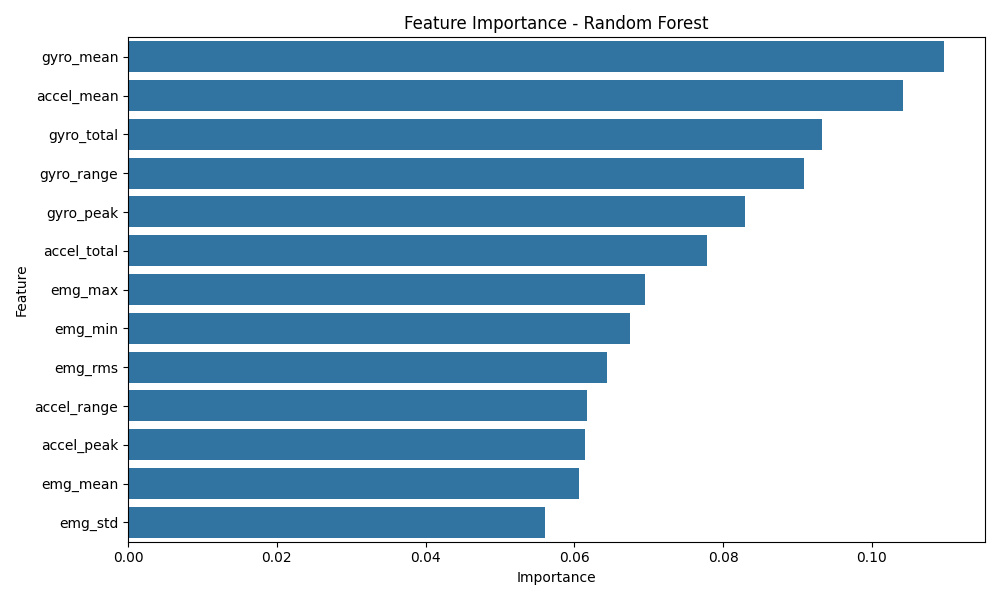 Feature Importance - Random Forest
gyro_mean
accel_mean
gyro_total
gyro_range
gyro_peak
accel_total
emg_max
emg_min
emg_rms
accel_range
accel_peak
emg_mean
emg_std
Feature
0.00 0.02 0.04 0.06 0.08 0.10
Importance